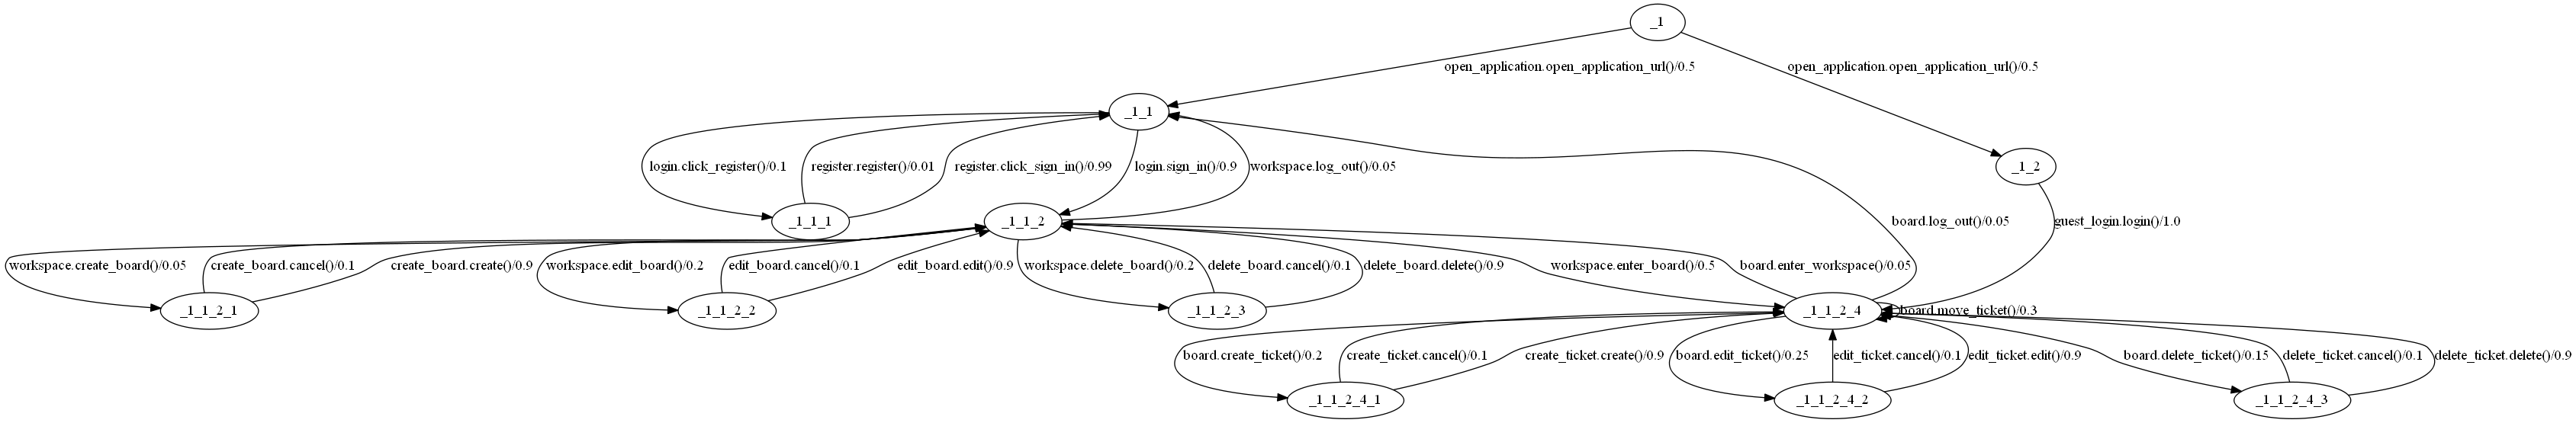 _1
open_application.open_application_url()/0.5
open_application.open_application_url()/0.5
_1_1
_1_2
login.click_register()/0.1
register.register()/0.01
register.click_sign_in()/0.99
login.sign_in()/0.9
workspace.log_out()/0.05
_1_1_1
_1_1_2
board.log_out()/0.05
guest_login.login()/1.0
workspace.create_board()/0.05
create_board.cancel()/0.1
create_board.create()/0.9
workspace.edit_board()/0.2
edit_board.cancel()/0.1
edit_board.edit()/0.9
workspace.delete_board()/0.2
delete_board.cancel()/0.1
delete_board.delete()/0.9
workspace.enter_board()/0.5
board.enter_workspace()/0.05
_1_1_2_1
_1_1_2_2
_1_1_2_3
_1_1_2_4
board.move_ticket()/0.3
board.create_ticket()/0.2
create_ticket.cancel()/0.1
create_ticket.create()/0.9
board.edit_ticket()/0.25
edit_ticket.cancel()/0.1
edit_ticket.edit()/0.9
board.delete_ticket()/0.15
delete_ticket.cancel()/0.1
delete_ticket.delete()/0.9
_1_1_2_4_1
_1_1_2_4_2
_1_1_2_4_3